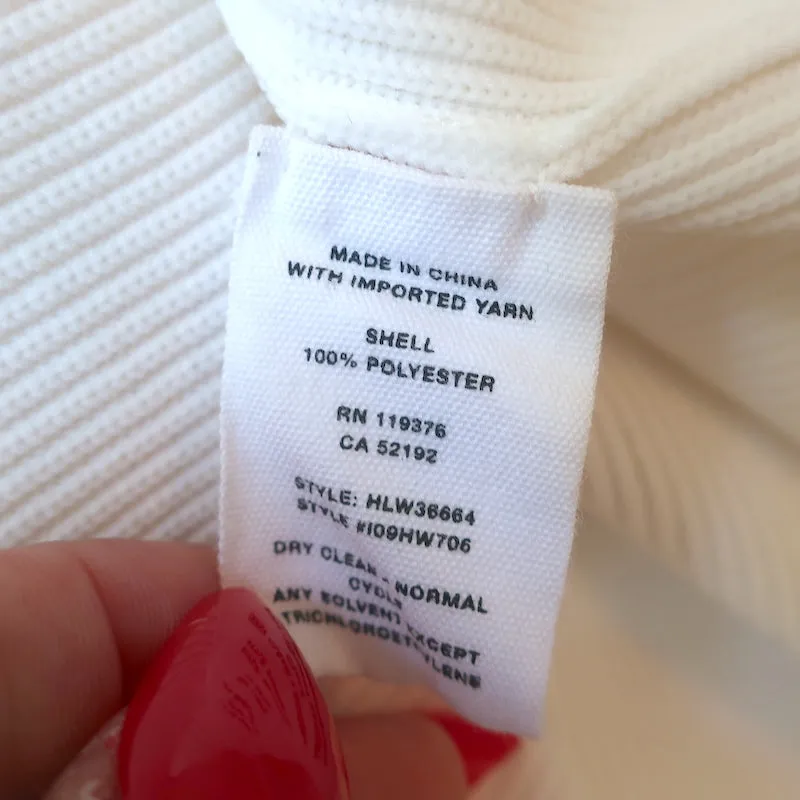 MADE IN CHINA
WITH IMPORTED YARN
SHELL
100% POLYESTER
RN 119376
CA 52192
STYLE: HLW36664
STYLE #I09HW706
DRY CLEAN - NORMAL
CYCLE
ANY SOLVENT EXCEPT
TRICHLOROETHYLENE